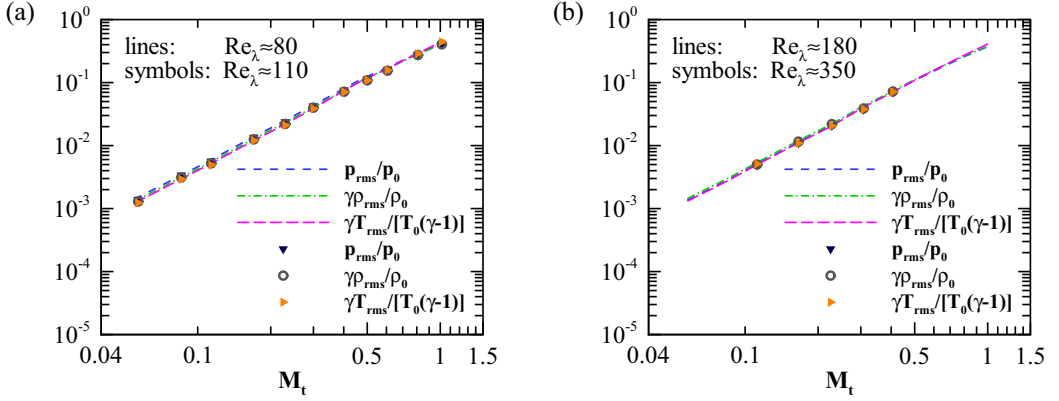 (a)
10⁰
10⁻¹
10⁻²
10⁻³
10⁻⁴
10⁻⁵
lines: Re_λ≈80
symbols: Re_λ≈110
p_rms/p_0
γρ_rms/ρ_0
γT_rms/[T_0(γ-1)]
p_rms/p_0
γρ_rms/ρ_0
γT_rms/[T_0(γ-1)]
0.04 0.1 0.5 1 1.5
M_t
(b)
10⁰
10⁻¹
10⁻²
10⁻³
10⁻⁴
10⁻⁵
lines: Re_λ≈180
symbols: Re_λ≈350
p_rms/p_0
γρ_rms/ρ_0
γT_rms/[T_0(γ-1)]
p_rms/p_0
γρ_rms/ρ_0
γT_rms/[T_0(γ-1)]
0.04 0.1 0.5 1 1.5
M_t